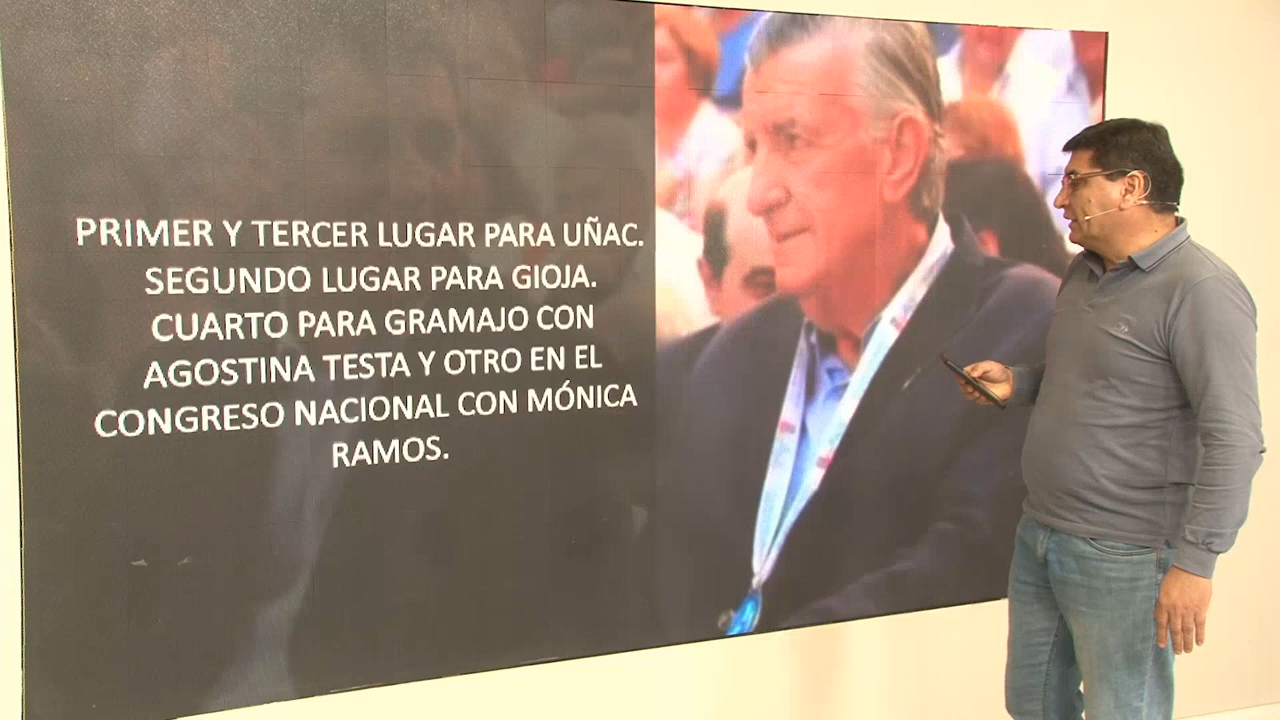 PRIMER Y TERCER LUGAR PARA UÑAC.
SEGUNDO LUGAR PARA GIOJA.
CUARTO PARA GRAMAJO CON
AGOSTINA TESTA Y OTRO EN EL
CONGRESO NACIONAL CON MÓNICA
RAMOS.